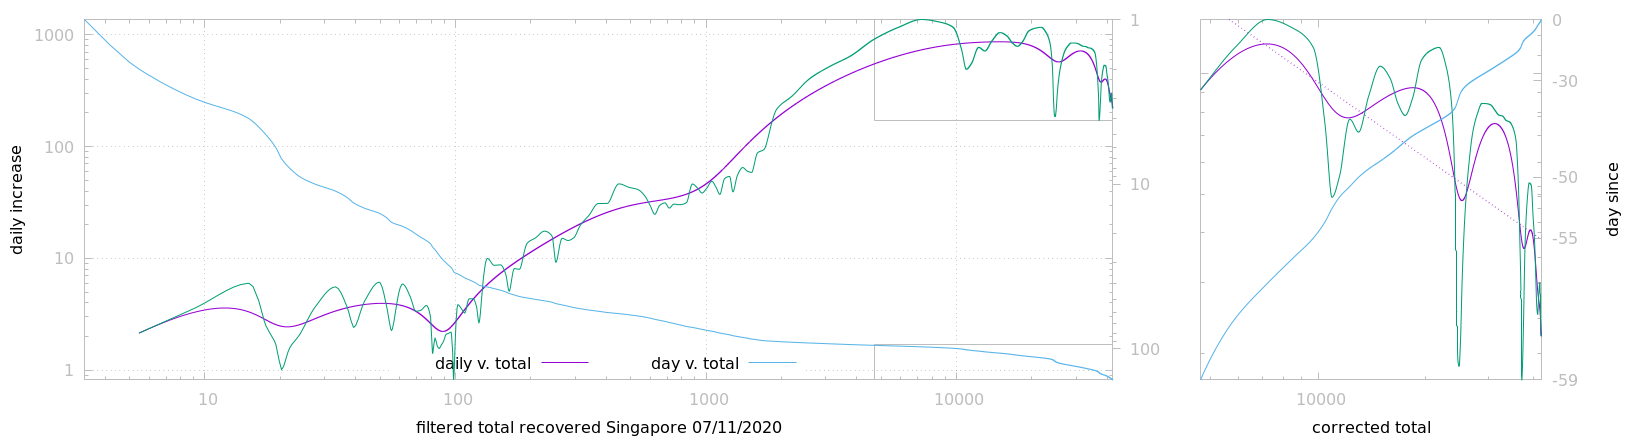 1000
100
10
1
daily increase
10
100
1000
10000
filtered total recovered Singapore 07/11/2020
daily v. total
day v. total
1
10
100
0
-30
-50
-55
-59
day since
10000
corrected total